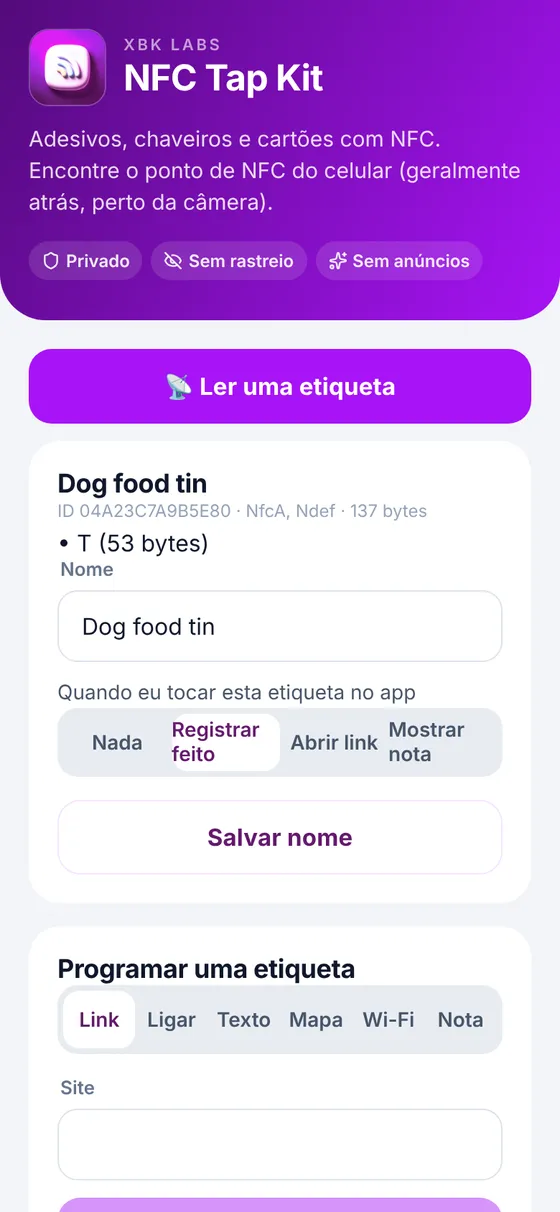 XBK LABS
NFC Tap Kit
Adesivos, chaveiros e cartões com NFC.
Encontre o ponto de NFC do celular (geralmente
atrás, perto da câmera).
Privado
Sem rastreio
Sem anúncios
Ler uma etiqueta
Dog food tin
ID 04A23C7A9B5E80 · NfcA, Ndef · 137 bytes
• T (53 bytes)
Nome
Dog food tin
Quando eu tocar esta etiqueta no app
Nada
Registrar
feito
Abrir link
Mostrar
nota
Salvar nome
Programar uma etiqueta
Link
Ligar
Texto
Mapa
Wi-Fi
Nota
Site